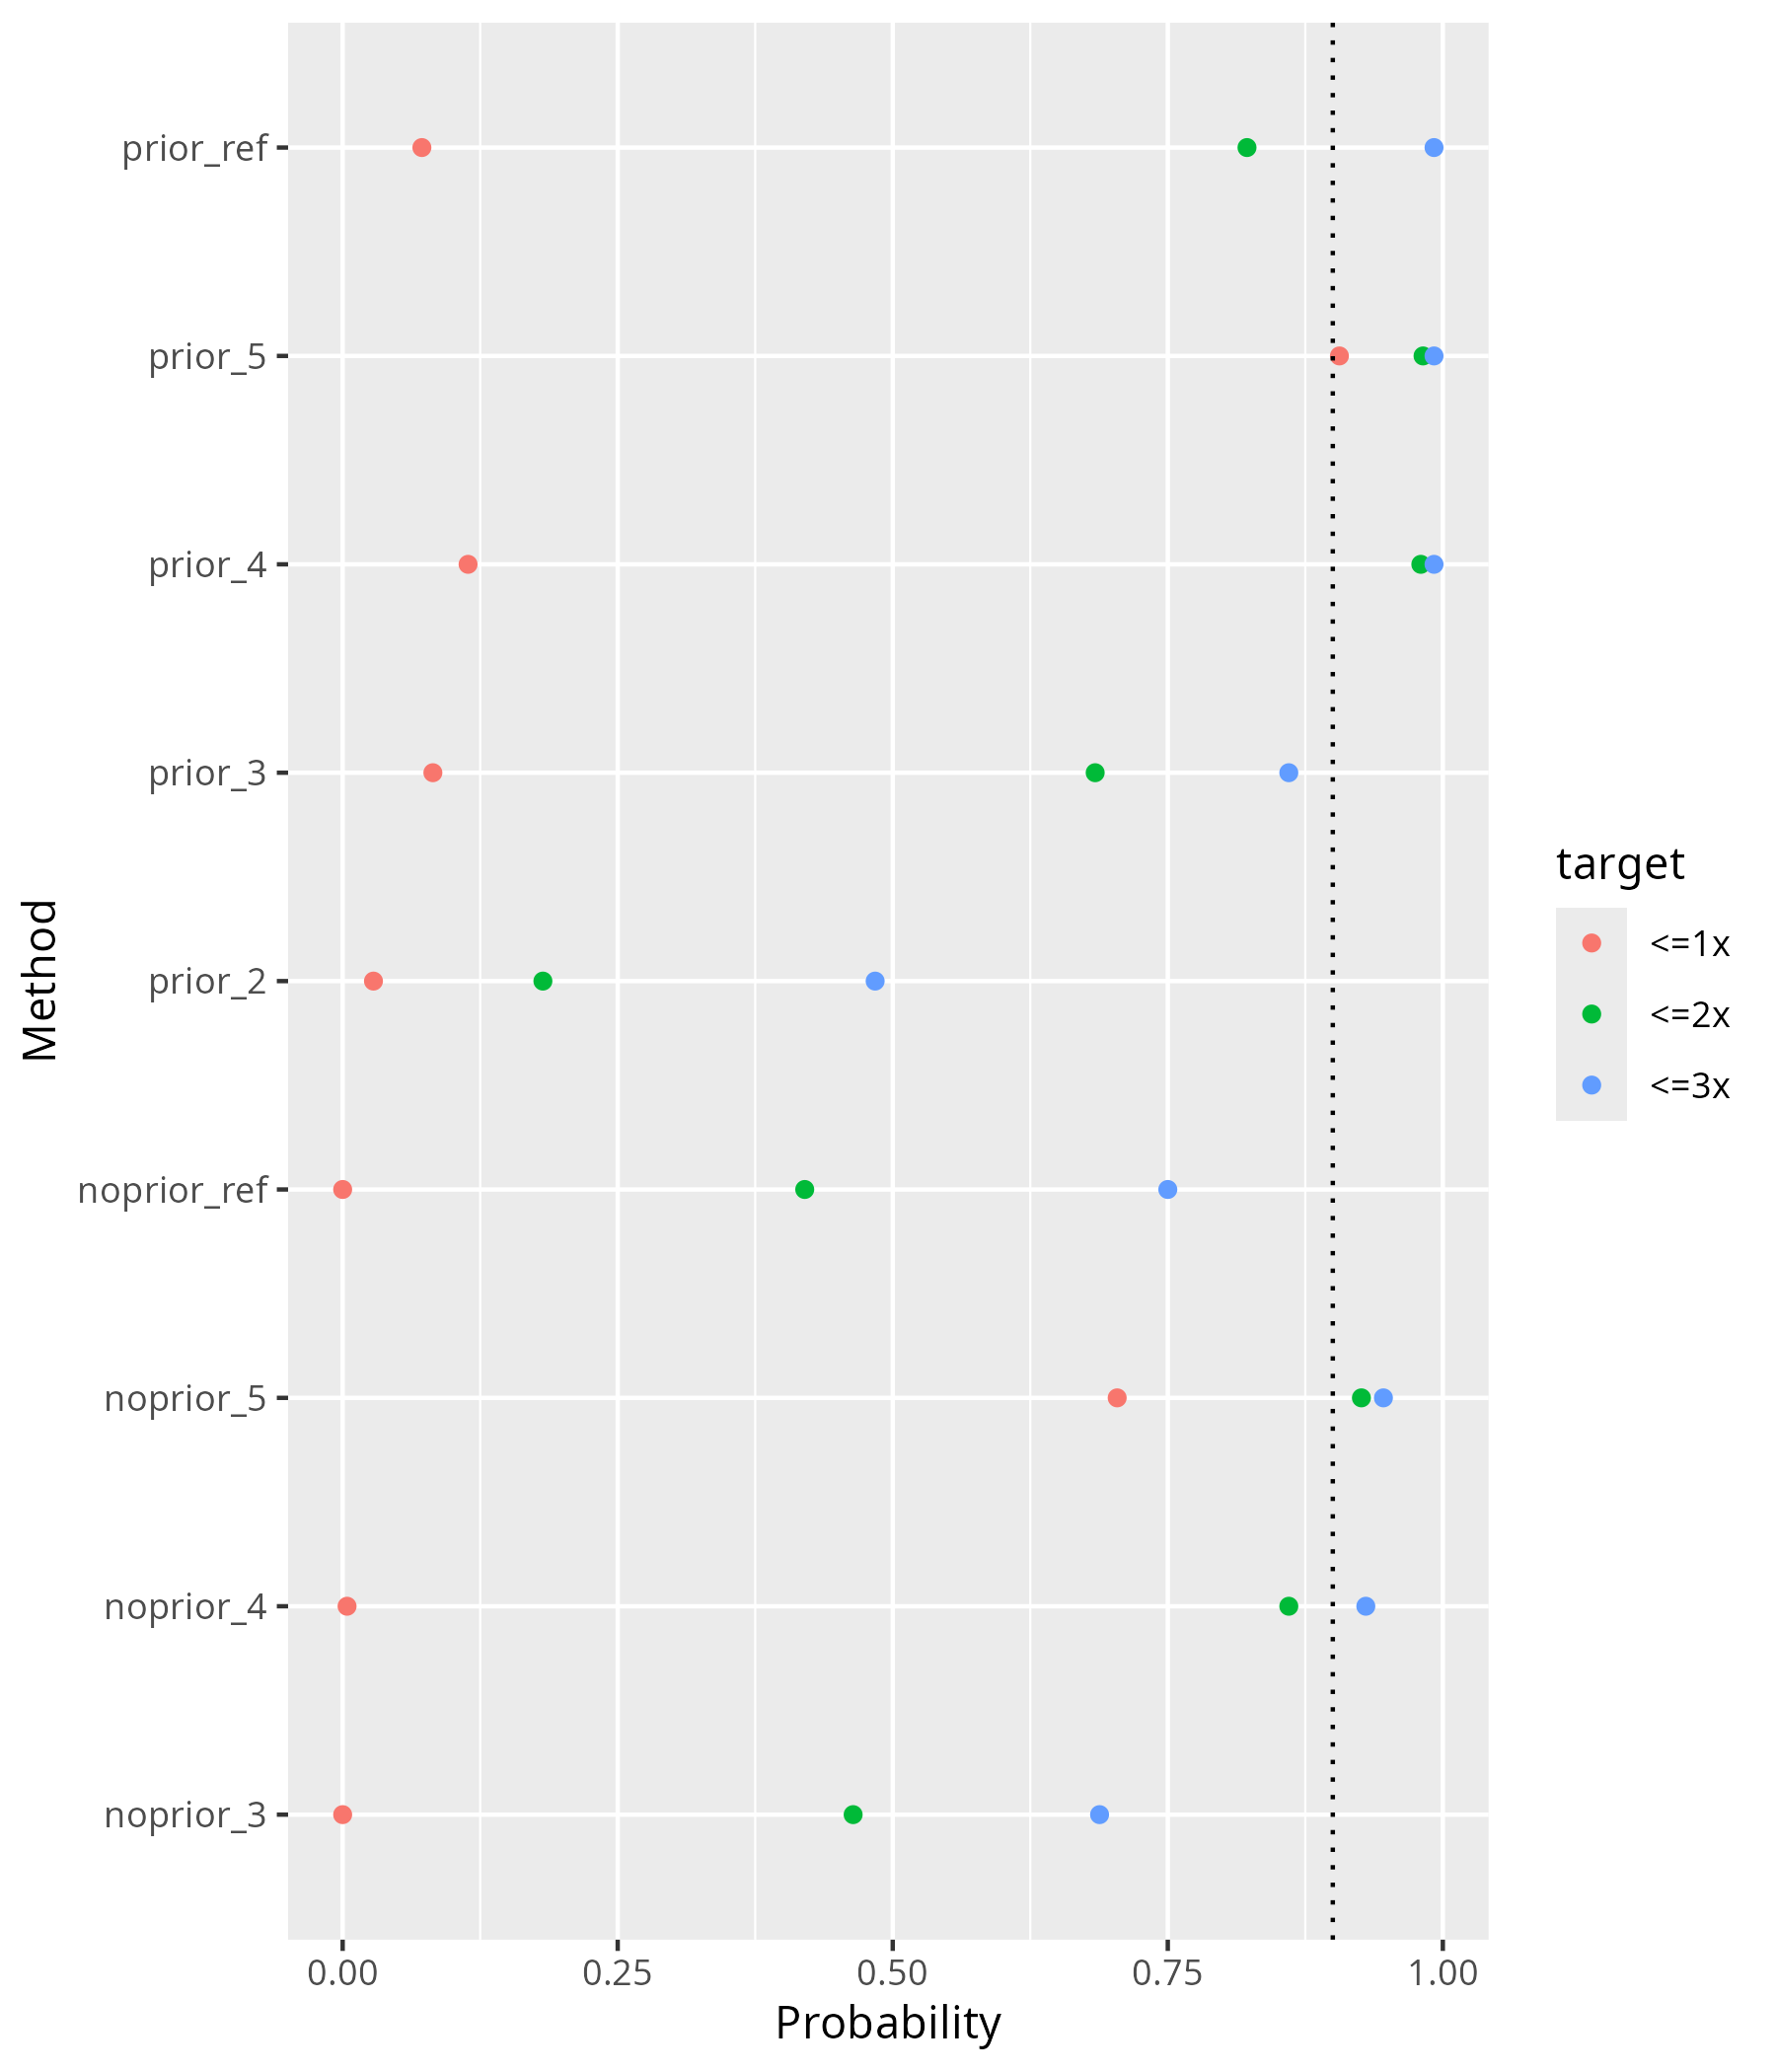 prior_ref
prior_5
prior_4
prior_3
prior_2
noprior_ref
noprior_5
noprior_4
noprior_3
Method
0.00 0.25 0.50 0.75 1.00
Probability
target
<=1x
<=2x
<=3x